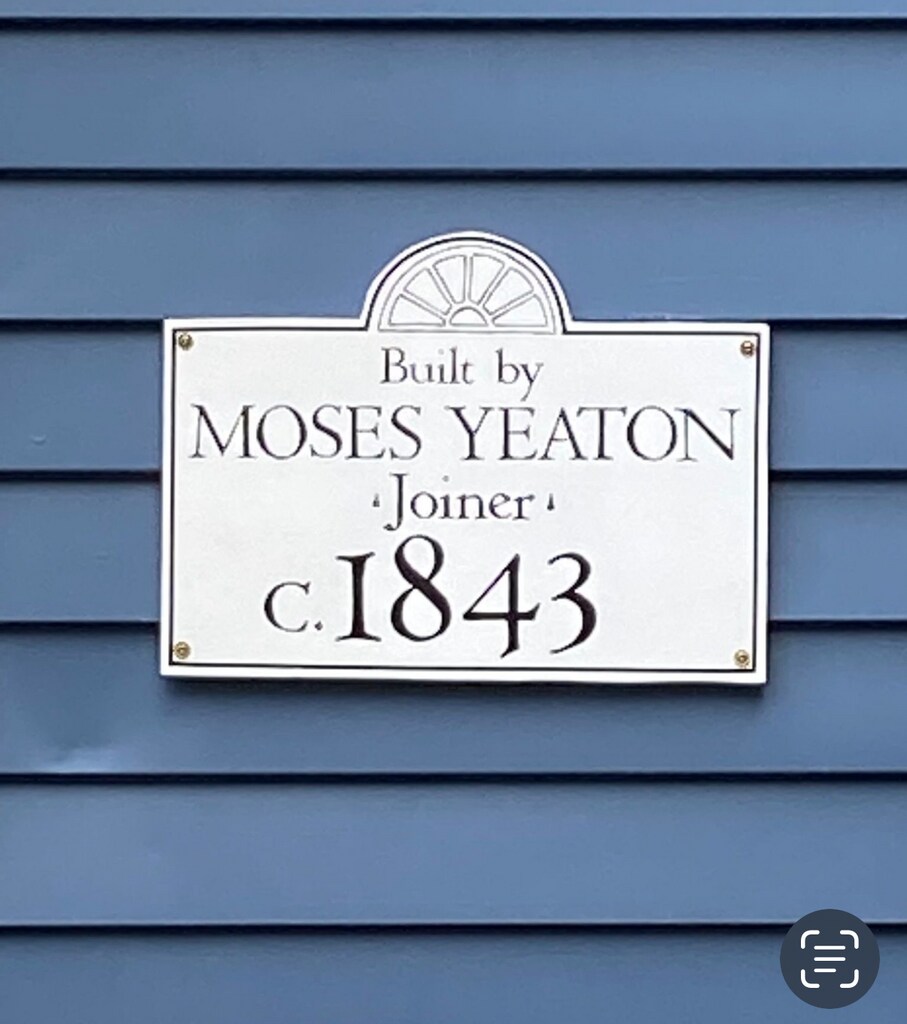 Built by
MOSES YEATON
·Joiner·
c.1843